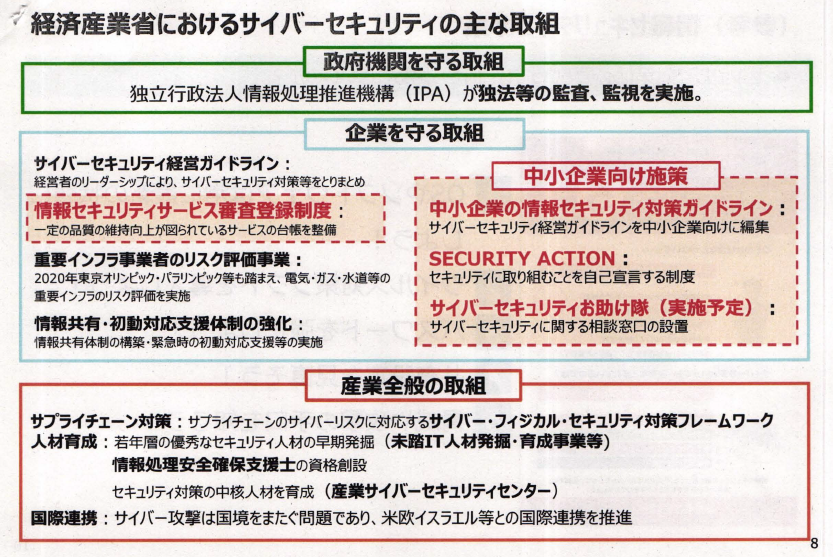 経済産業省におけるサイバーセキュリティの主な取組
政府機関を守る取組
独立行政法人情報処理推進機構（IPA）が独法等の監査、監視を実施。
企業を守る取組
サイバーセキュリティ経営ガイドライン：
経営者のリーダーシップにより、サイバーセキュリティ対策等をとりまとめ
情報セキュリティサービス審査登録制度：
一定の品質の維持向上が図られているサービスの台帳を整備
重要インフラ事業者のリスク評価事業：
2020年東京オリンピック・パラリンピック等も踏まえ、電気・ガス・水道等の
重要インフラのリスク評価を実施
情報共有・初動対応支援体制の強化：
情報共有体制の構築・緊急時の初動対応支援等の実施
中小企業向け施策
中小企業の情報セキュリティ対策ガイドライン：
サイバーセキュリティ経営ガイドラインを中小企業向けに編集
SECURITY ACTION：
セキュリティに取り組むことを自己宣言する制度
サイバーセキュリティお助け隊（実施予定）：
サイバーセキュリティに関する相談窓口の設置
産業全般の取組
サプライチェーン対策：サプライチェーンのサイバーリスクに対応するサイバー・フィジカル・セキュリティ対策フレームワーク
人材育成：若年層の優秀なセキュリティ人材の早期発掘（未踏IT人材発掘・育成事業等）
情報処理安全確保支援士の資格創設
セキュリティ対策の中核人材を育成（産業サイバーセキュリティセンター）
国際連携：サイバー攻撃は国境をまたぐ問題であり、米欧イスラエル等との国際連携を推進
8